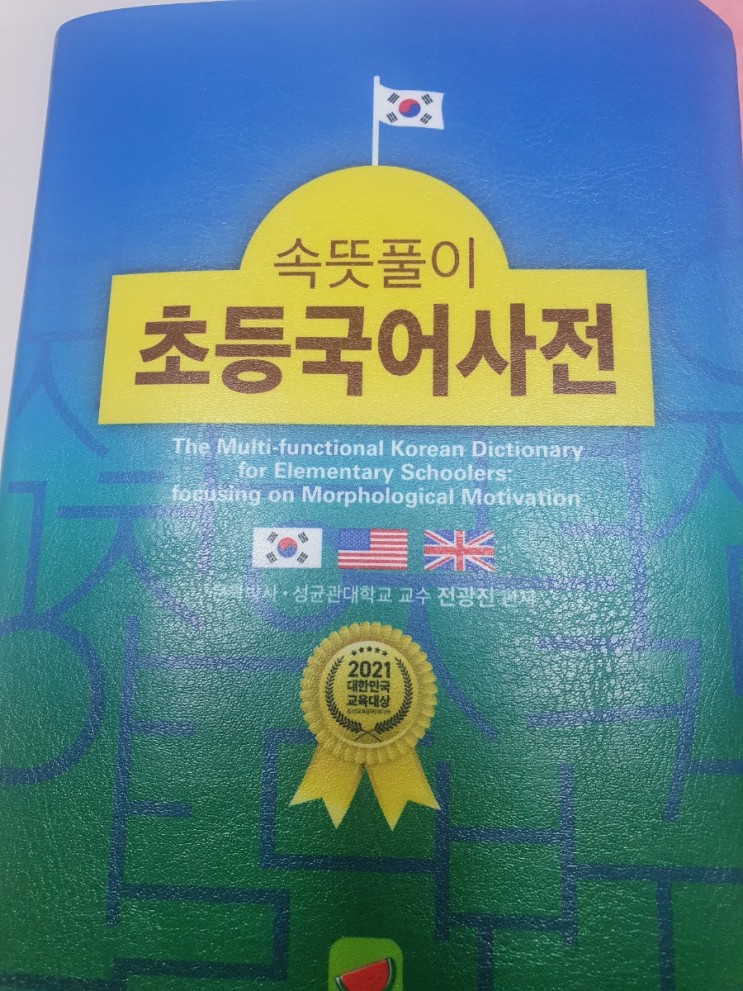 속뜻풀이
초등국어사전
The Multi-functional Korean Dictionary
for Elementary Schoolers:
focusing on Morphological Motivation
성균관대학교 교수 전광진
2021
대한민국
교육대상